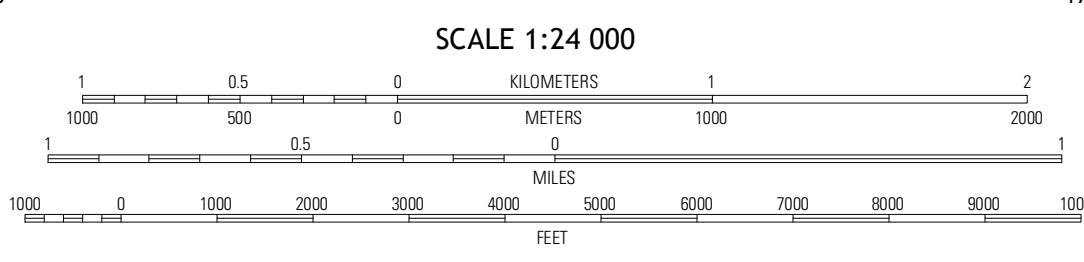 SCALE 1:24 000
1 0.5 0 KILOMETERS 1 2
1000 500 0 METERS 1000 2000
1 0.5 0 1
MILES
1000 0 1000 2000 3000 4000 5000 6000 7000 8000 9000 100
FEET